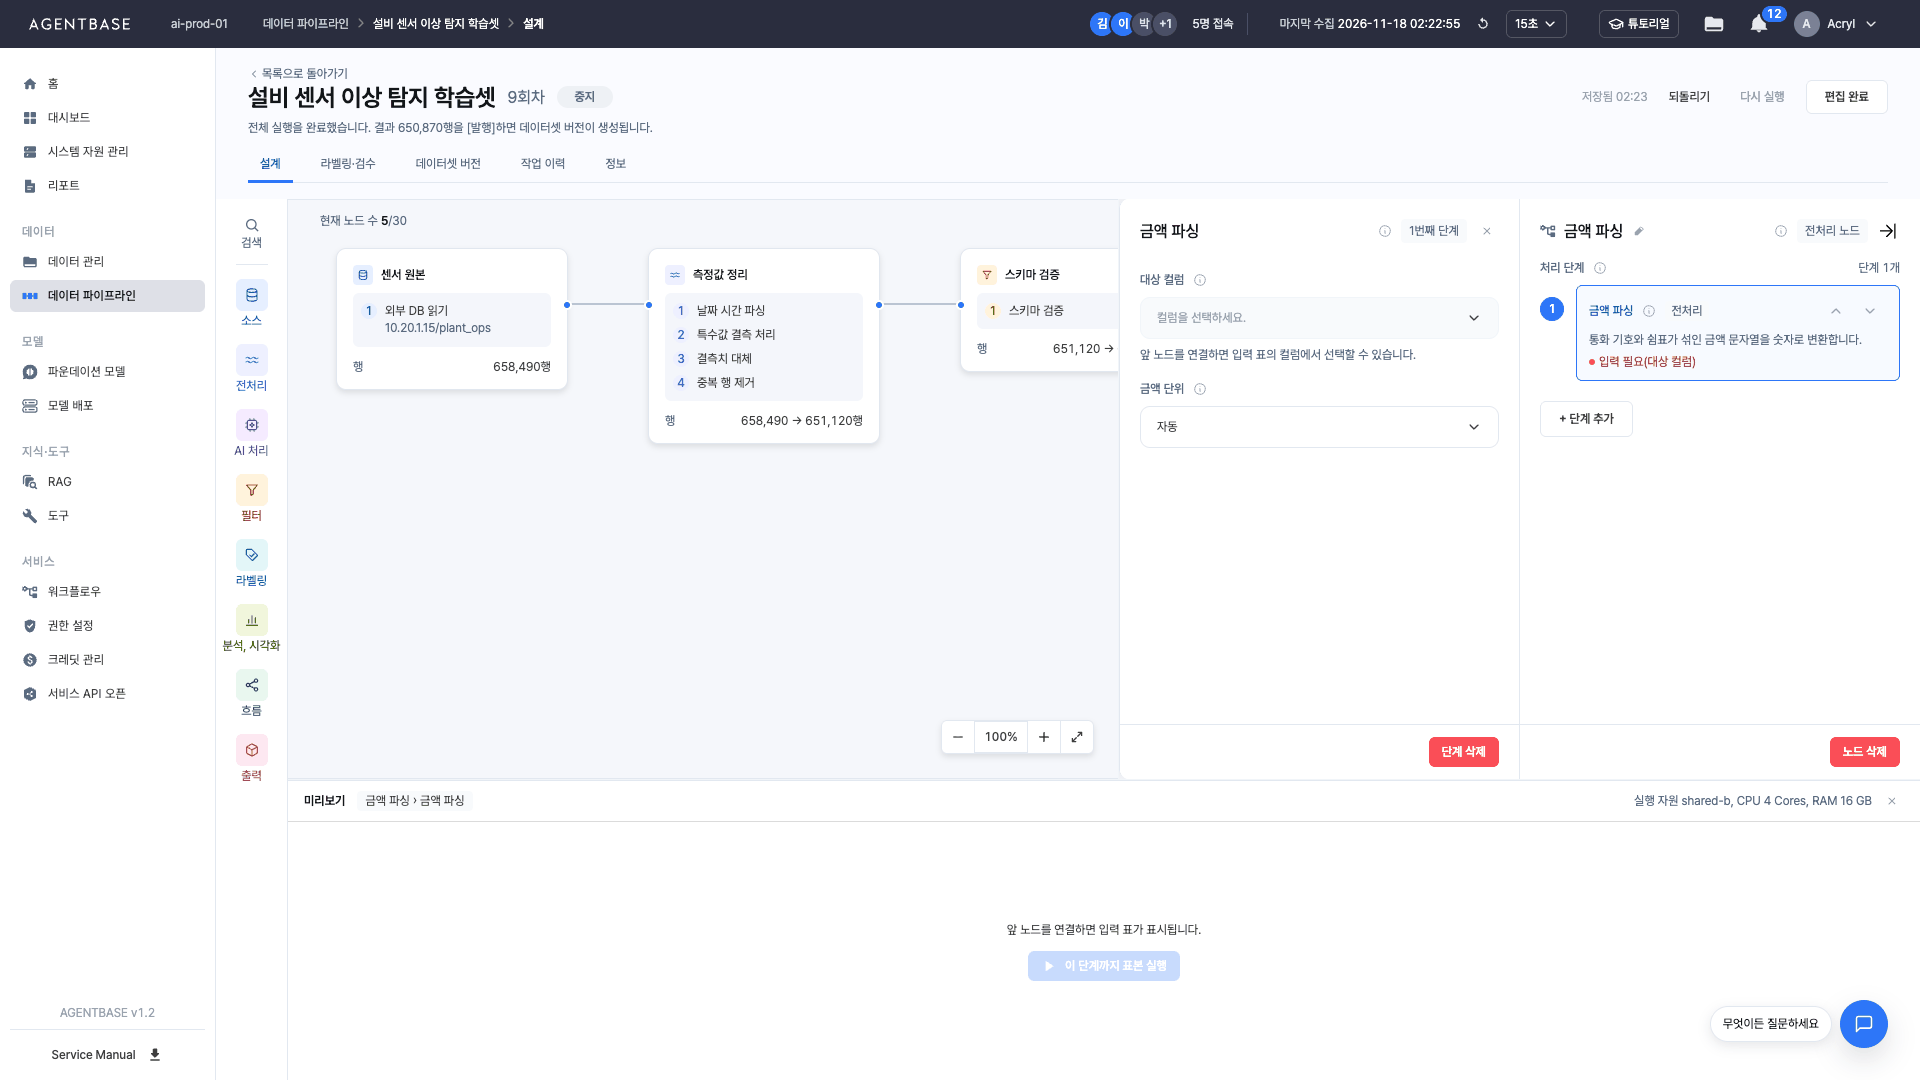 AGENTBASE
ai-prod-01
데이터 파이프라인 > 설비 센서 이상 탐지 학습셋 > 설계
김 이 박 +1 5명 접속
마지막 수집 2026-11-18 02:22:55
15초
튜토리얼
12
A Acryl
홈
대시보드
시스템 자원 관리
리포트
데이터
데이터 관리
데이터 파이프라인
모델
파운데이션 모델
모델 배포
지식·도구
RAG
도구
서비스
워크플로우
권한 설정
크레딧 관리
서비스 API 오픈
AGENTBASE v1.2
Service Manual
목록으로 돌아가기
설비 센서 이상 탐지 학습셋 9회차 중지
전체 실행을 완료했습니다. 결과 650,870행을 [발행]하면 데이터셋 버전이 생성됩니다.
저장됨 02:23 되돌리기 다시 실행 편집 완료
설계 라벨링·검수 데이터셋 버전 작업 이력 정보
검색
소스
전처리
AI 처리
필터
라벨링
분석, 시각화
흐름
출력
현재 노드 수 5/30
센서 원본
1 외부 DB 읽기
10.20.1.15/plant_ops
행 658,490행
측정값 정리
1 날짜 시간 파싱
2 특수값 결측 처리
3 결측치 대체
4 중복 행 제거
행 658,490 → 651,120행
스키마 검증
1 스키마 검증
행 651,120 →
100%
금액 파싱 1번째 단계
대상 컬럼
컬럼을 선택하세요.
앞 노드를 연결하면 입력 표의 컬럼에서 선택할 수 있습니다.
금액 단위
자동
단계 삭제
금액 파싱 전처리 노드
처리 단계 단계 1개
1 금액 파싱 전처리
통화 기호와 쉼표가 섞인 금액 문자열을 숫자로 변환합니다.
입력 필요(대상 컬럼)
+ 단계 추가
노드 삭제
미리보기 금액 파싱 › 금액 파싱
실행 자원 shared-b, CPU 4 Cores, RAM 16 GB
앞 노드를 연결하면 입력 표가 표시됩니다.
이 단계까지 표본 실행
무엇이든 질문하세요